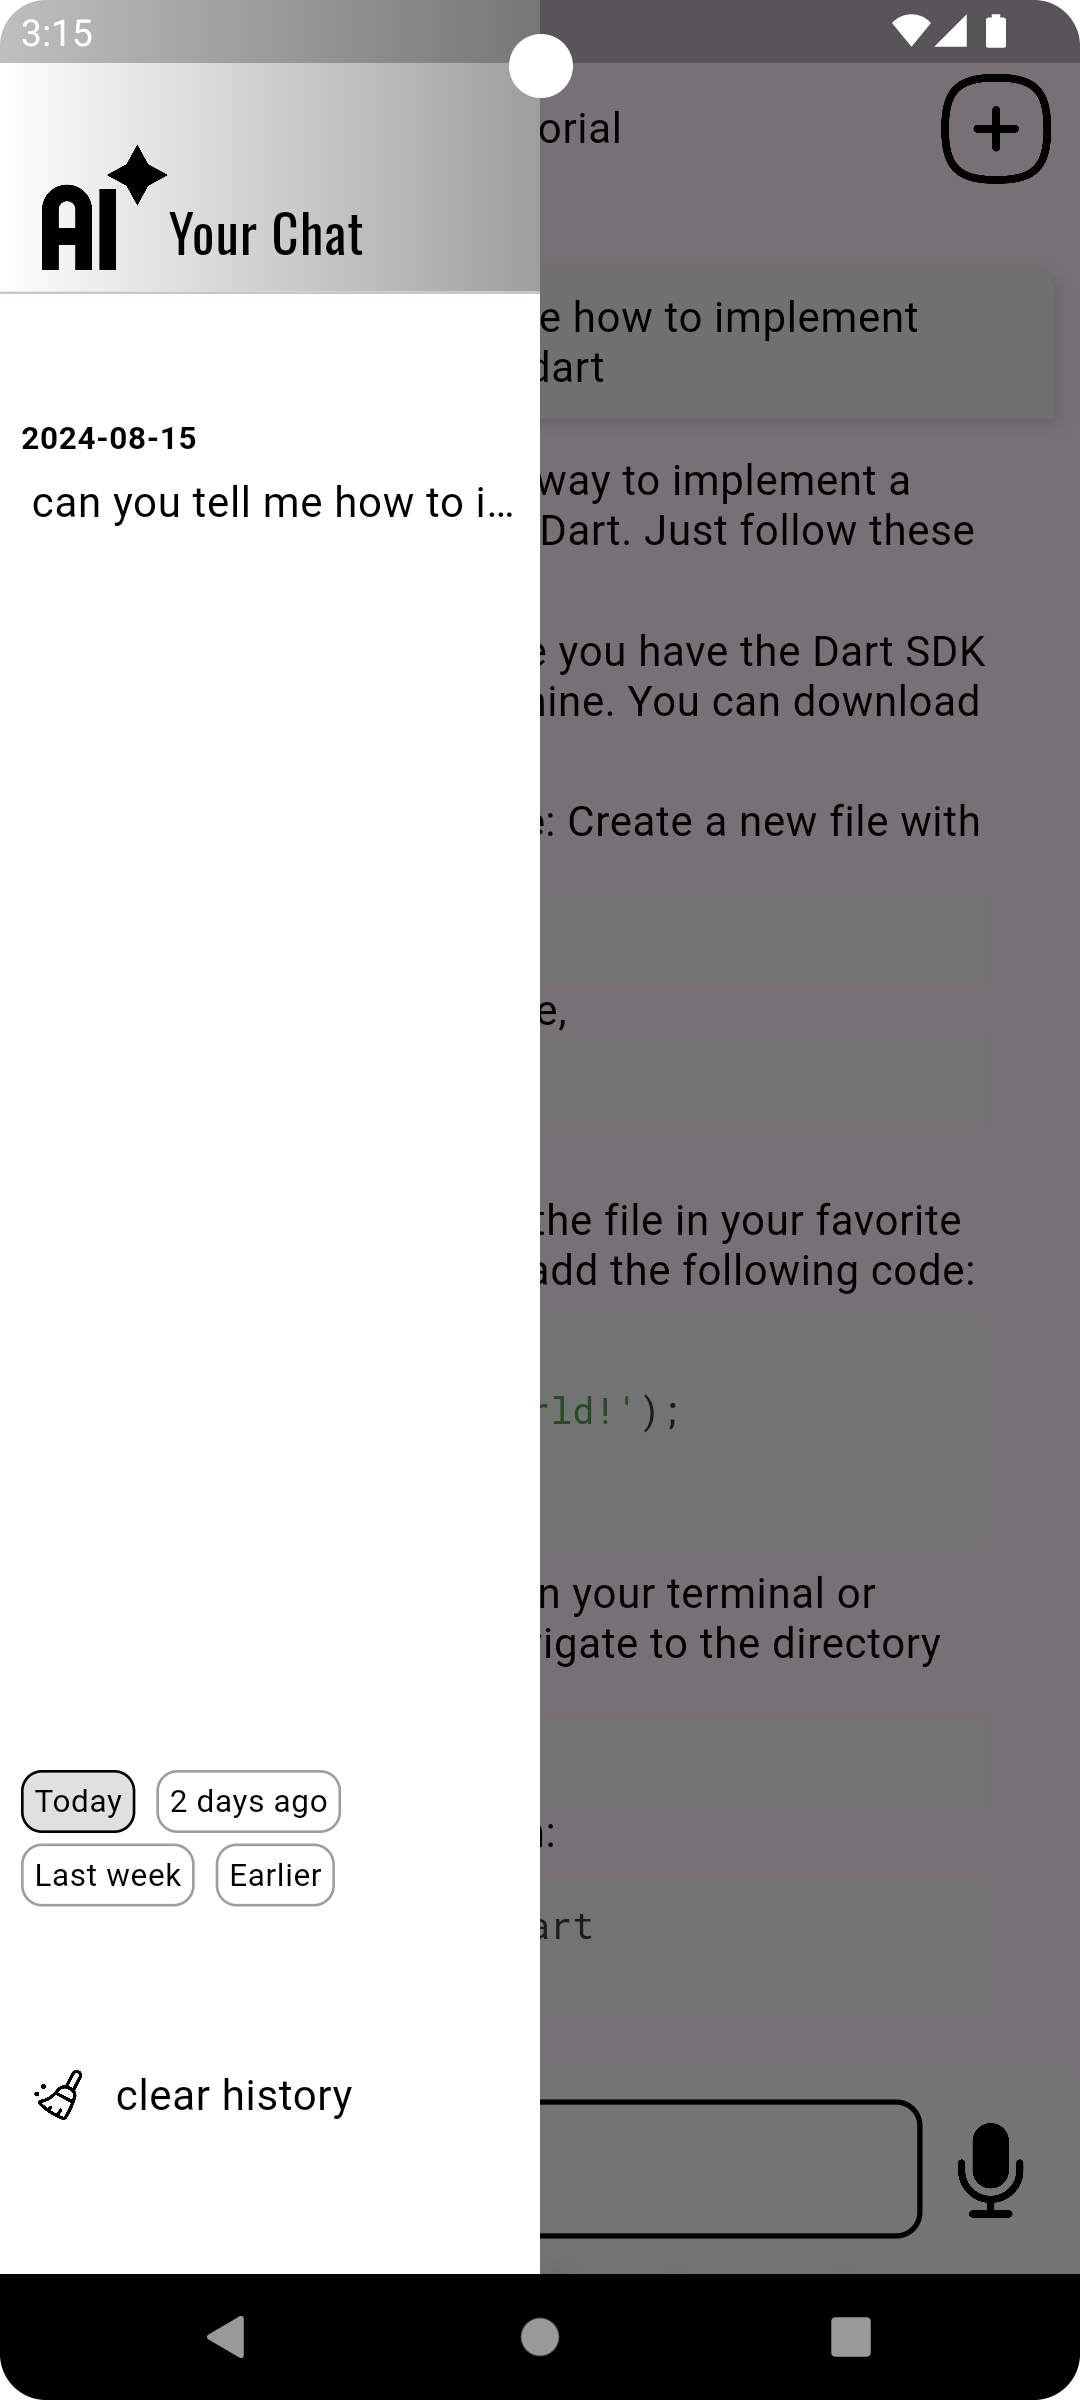 3:15
orial
AI Your Chat
e how to implement
dart
2024-08-15
can you tell me how to i...
way to implement a
Dart. Just follow these
e you have the Dart SDK
hine. You can download
e: Create a new file with
e,
the file in your favorite
add the following code:
rld!');
n your terminal or
vigate to the directory
Today 2 days ago
n:
Last week Earlier
art
clear history